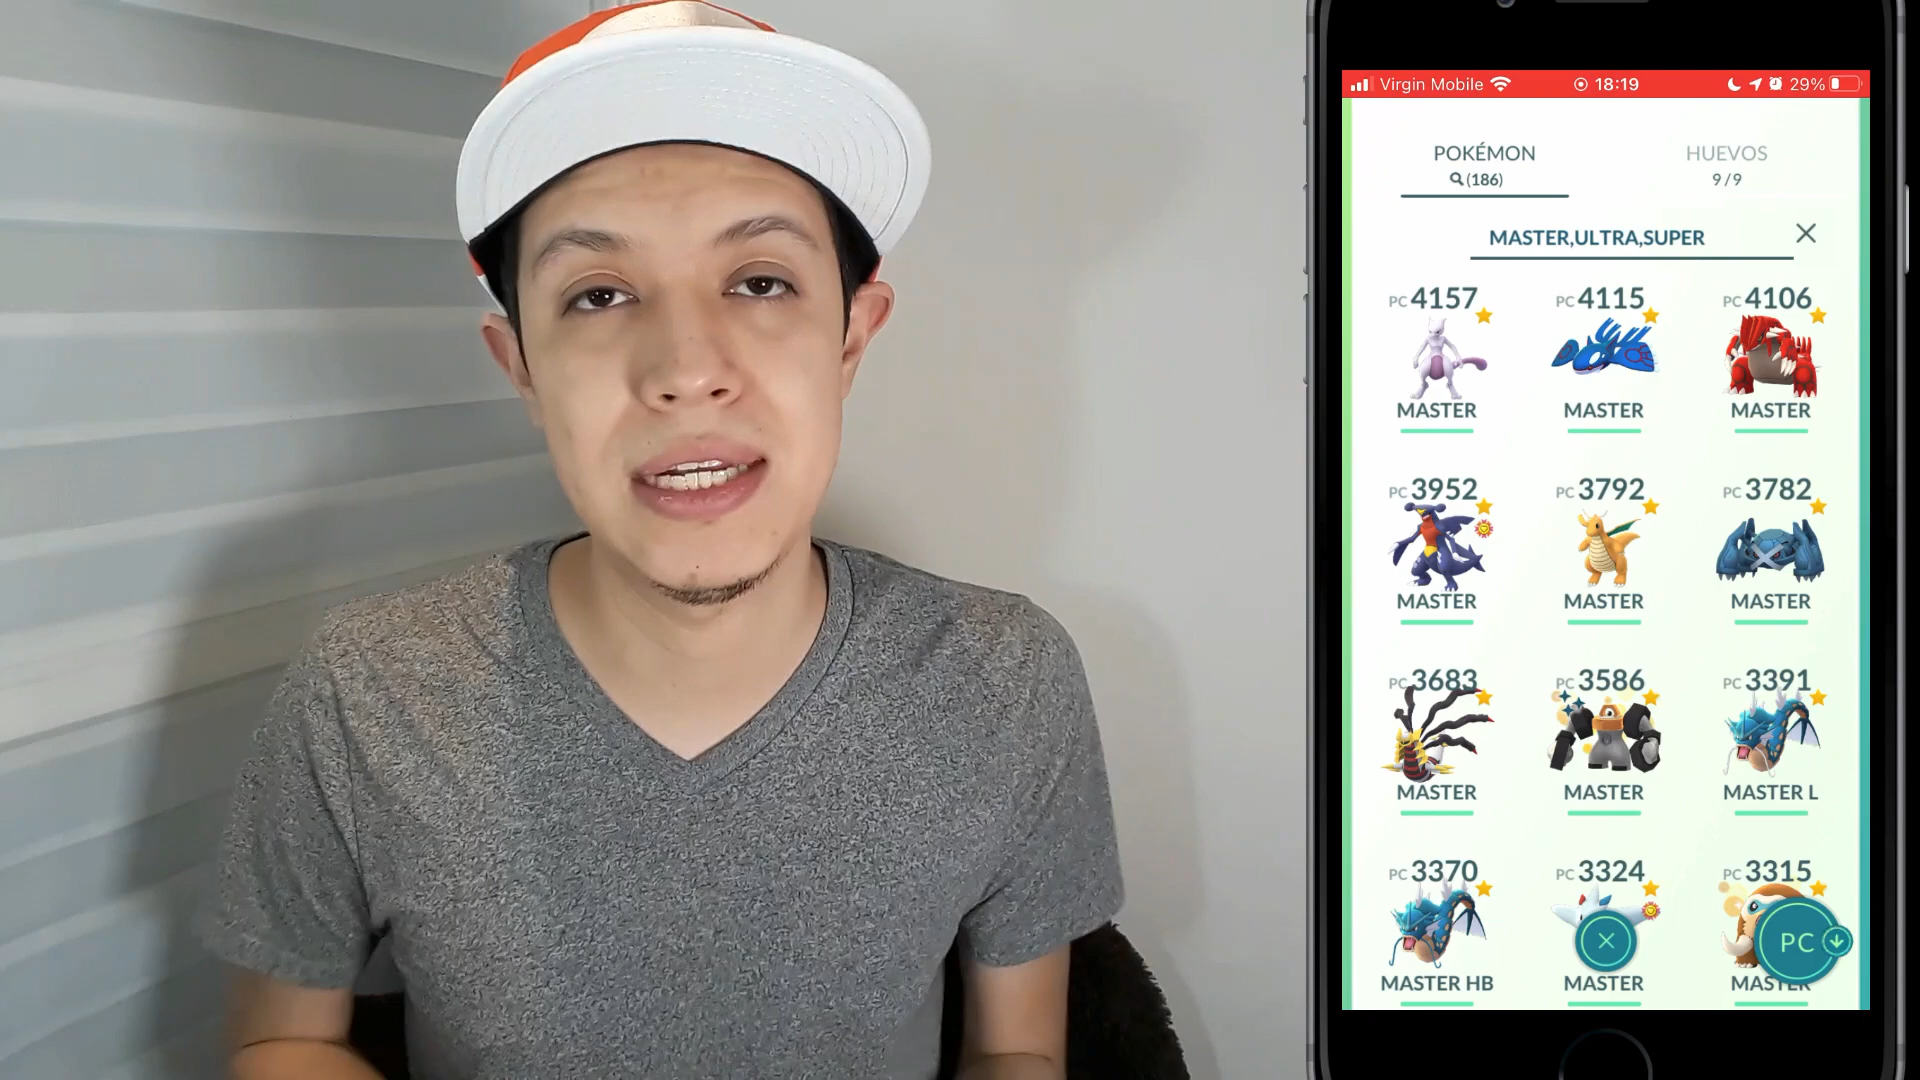 Virgin Mobile 18:19 29%
POKÉMON HUEVOS
(186) 9/9
MASTER,ULTRA,SUPER
PC 4157 PC 4115 PC 4106
MASTER MASTER MASTER
PC 3952 PC 3792 PC 3782
MASTER MASTER MASTER
PC 3683 PC 3586 PC 3391
MASTER MASTER MASTER L
PC 3370 PC 3324 PC 3315
PC
MASTER HB MASTER MASTER